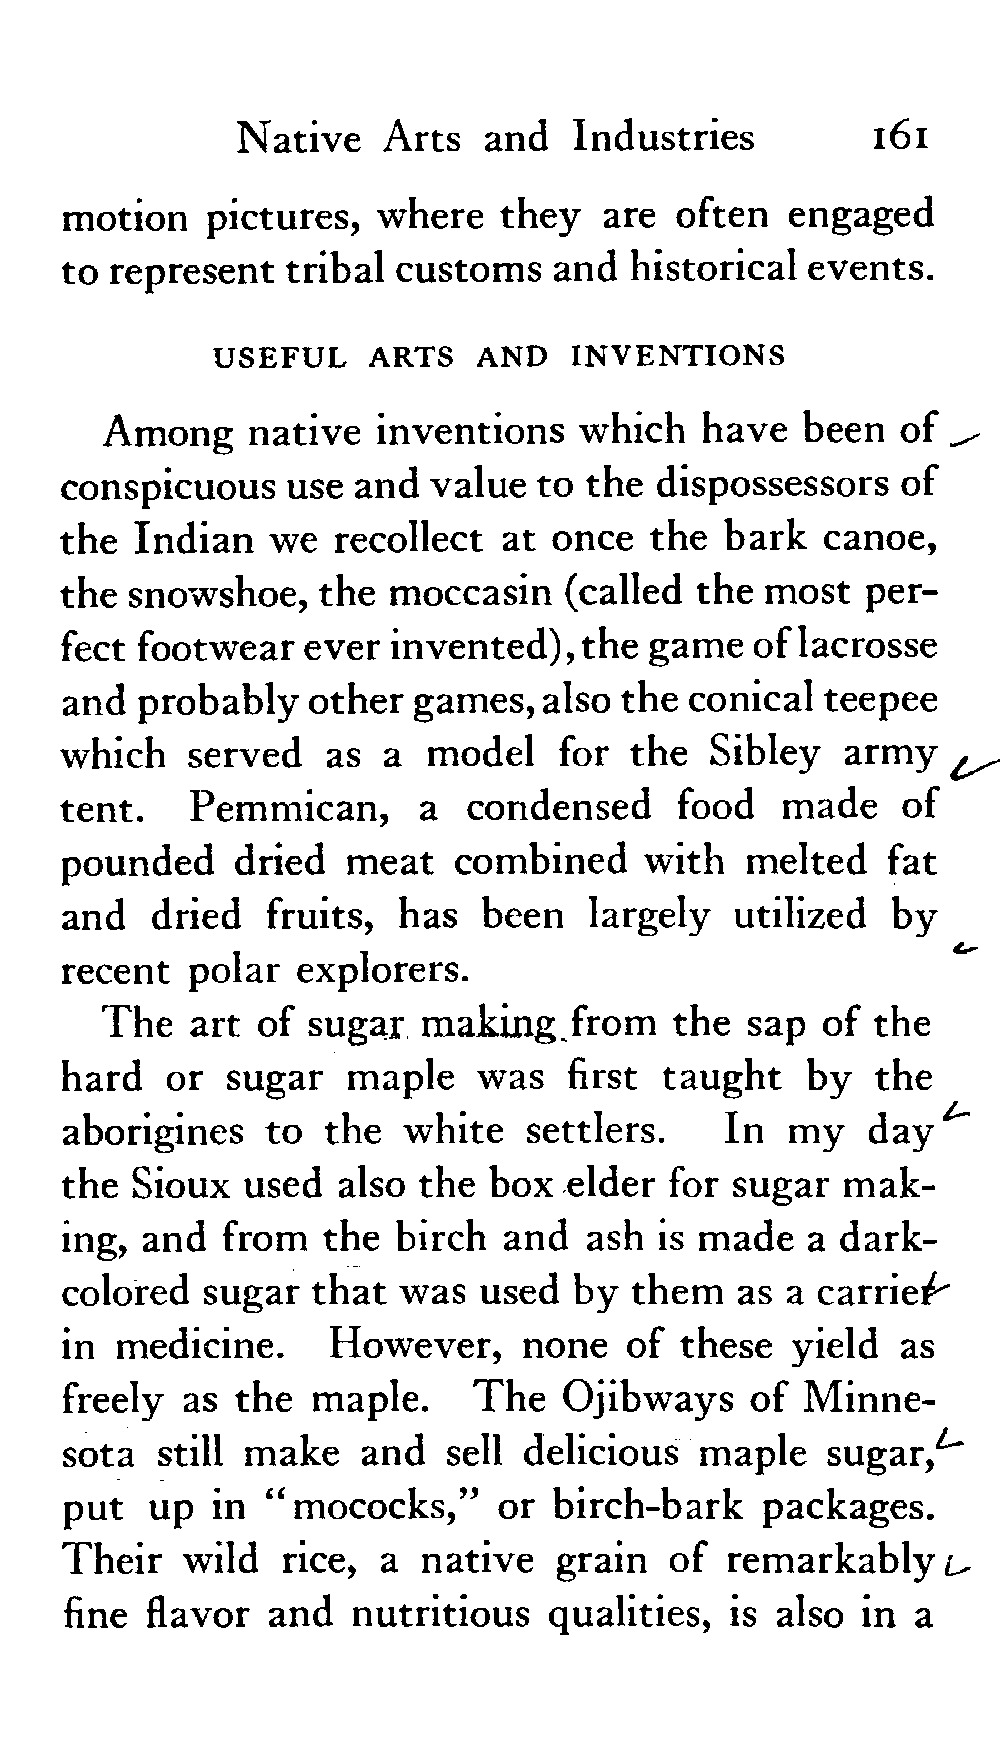 Native Arts and Industries 161
motion pictures, where they are often engaged
to represent tribal customs and historical events.
USEFUL ARTS AND INVENTIONS
Among native inventions which have been of
conspicuous use and value to the dispossessors of
the Indian we recollect at once the bark canoe,
the snowshoe, the moccasin (called the most per-
fect footwear ever invented), the game of lacrosse
and probably other games, also the conical teepee
which served as a model for the Sibley army
tent. Pemmican, a condensed food made of
pounded dried meat combined with melted fat
and dried fruits, has been largely utilized by
recent polar explorers.
The art of sugar making from the sap of the
hard or sugar maple was first taught by the
aborigines to the white settlers. In my day
the Sioux used also the box elder for sugar mak-
ing, and from the birch and ash is made a dark-
colored sugar that was used by them as a carrier
in medicine. However, none of these yield as
freely as the maple. The Ojibways of Minne-
sota still make and sell delicious maple sugar,
put up in “mococks,” or birch-bark packages.
Their wild rice, a native grain of remarkably
fine flavor and nutritious qualities, is also in a